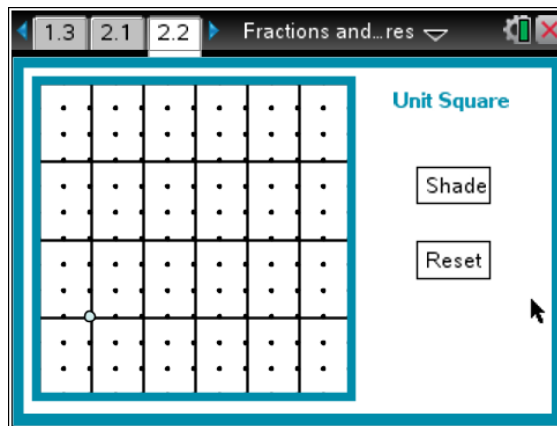 1.3 2.1 2.2 Fractions and...res
Unit Square
Shade
Reset